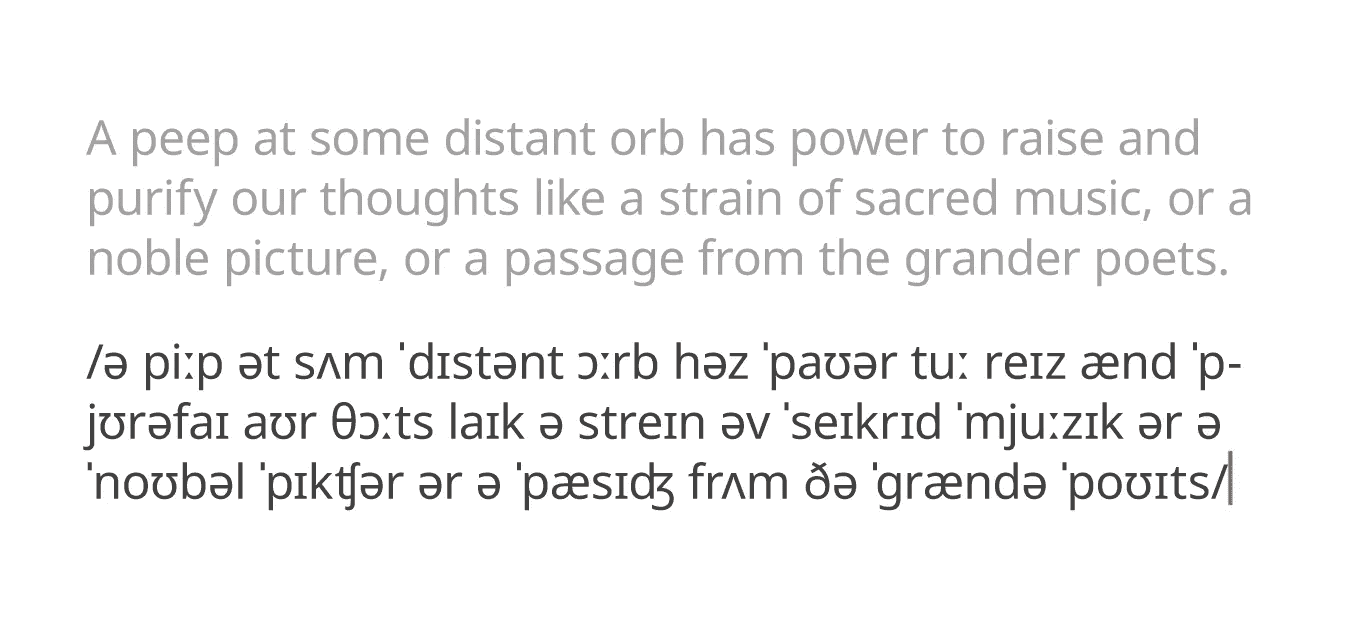 A peep at some distant orb has power to raise and
purify our thoughts like a strain of sacred music, or a
noble picture, or a passage from the grander poets.
/ə piːp ət sʌm ˈdɪstənt ɔːrb həz ˈpaʊər tuː reɪz ænd ˈp-
jʊrəfaɪ aʊr θɔːts laɪk ə streɪn əv ˈseɪkrɪd ˈmjuːzɪk ər ə
ˈnoʊbəl ˈpɪkʧər ər ə ˈpæsɪʤ frʌm ðə ˈgrændə ˈpoʊɪts/